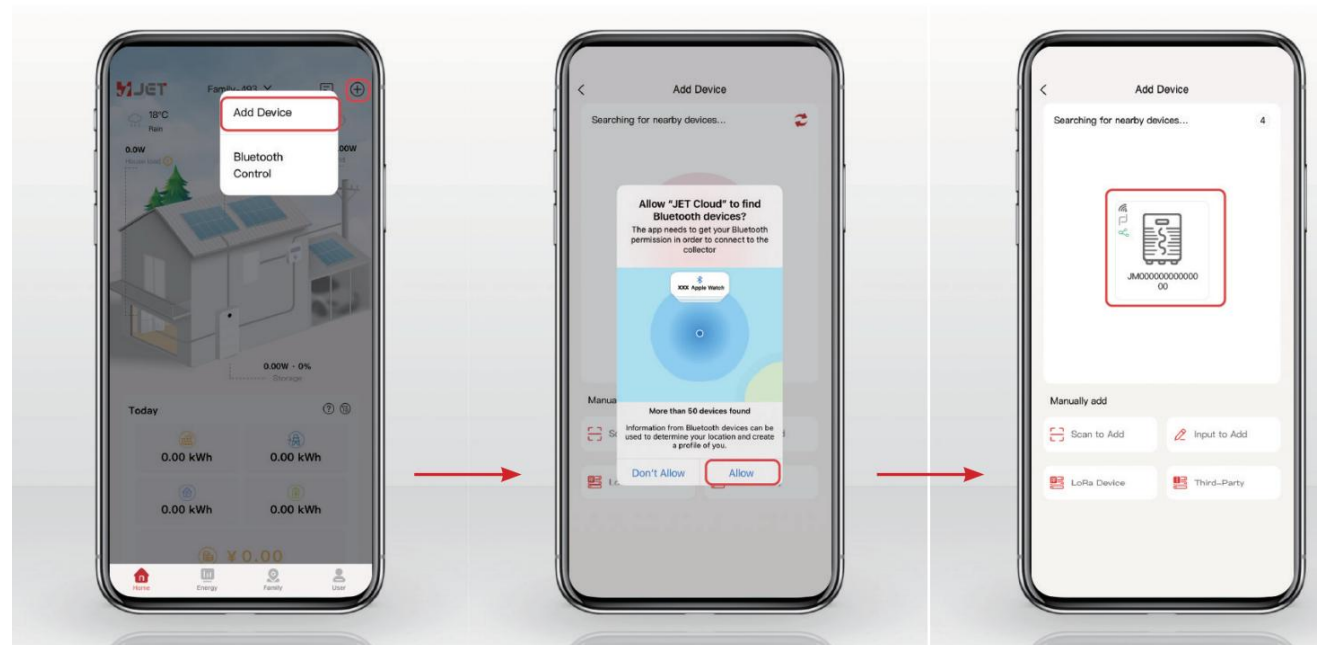 JET
Family-493
Add Device
Bluetooth
Control
18°C
Rain
0.0W
House load
0.00W - 0%
Storage
Today
0.00 kWh
0.00 kWh
0.00 kWh
0.00 kWh
¥ 0.00
Home
Energy
Family
User
Add Device
Searching for nearby devices...
Allow "JET Cloud" to find
Bluetooth devices?
The app needs to get your Bluetooth
permission in order to connect to the
collector
XXX Apple Watch
More than 50 devices found
Information from Bluetooth devices can be
used to determine your location and create
a profile of you.
Don't Allow
Allow
Add Device
Searching for nearby devices...
4
JM000000000000
00
Manually add
Scan to Add
Input to Add
LoRa Device
Third-Party